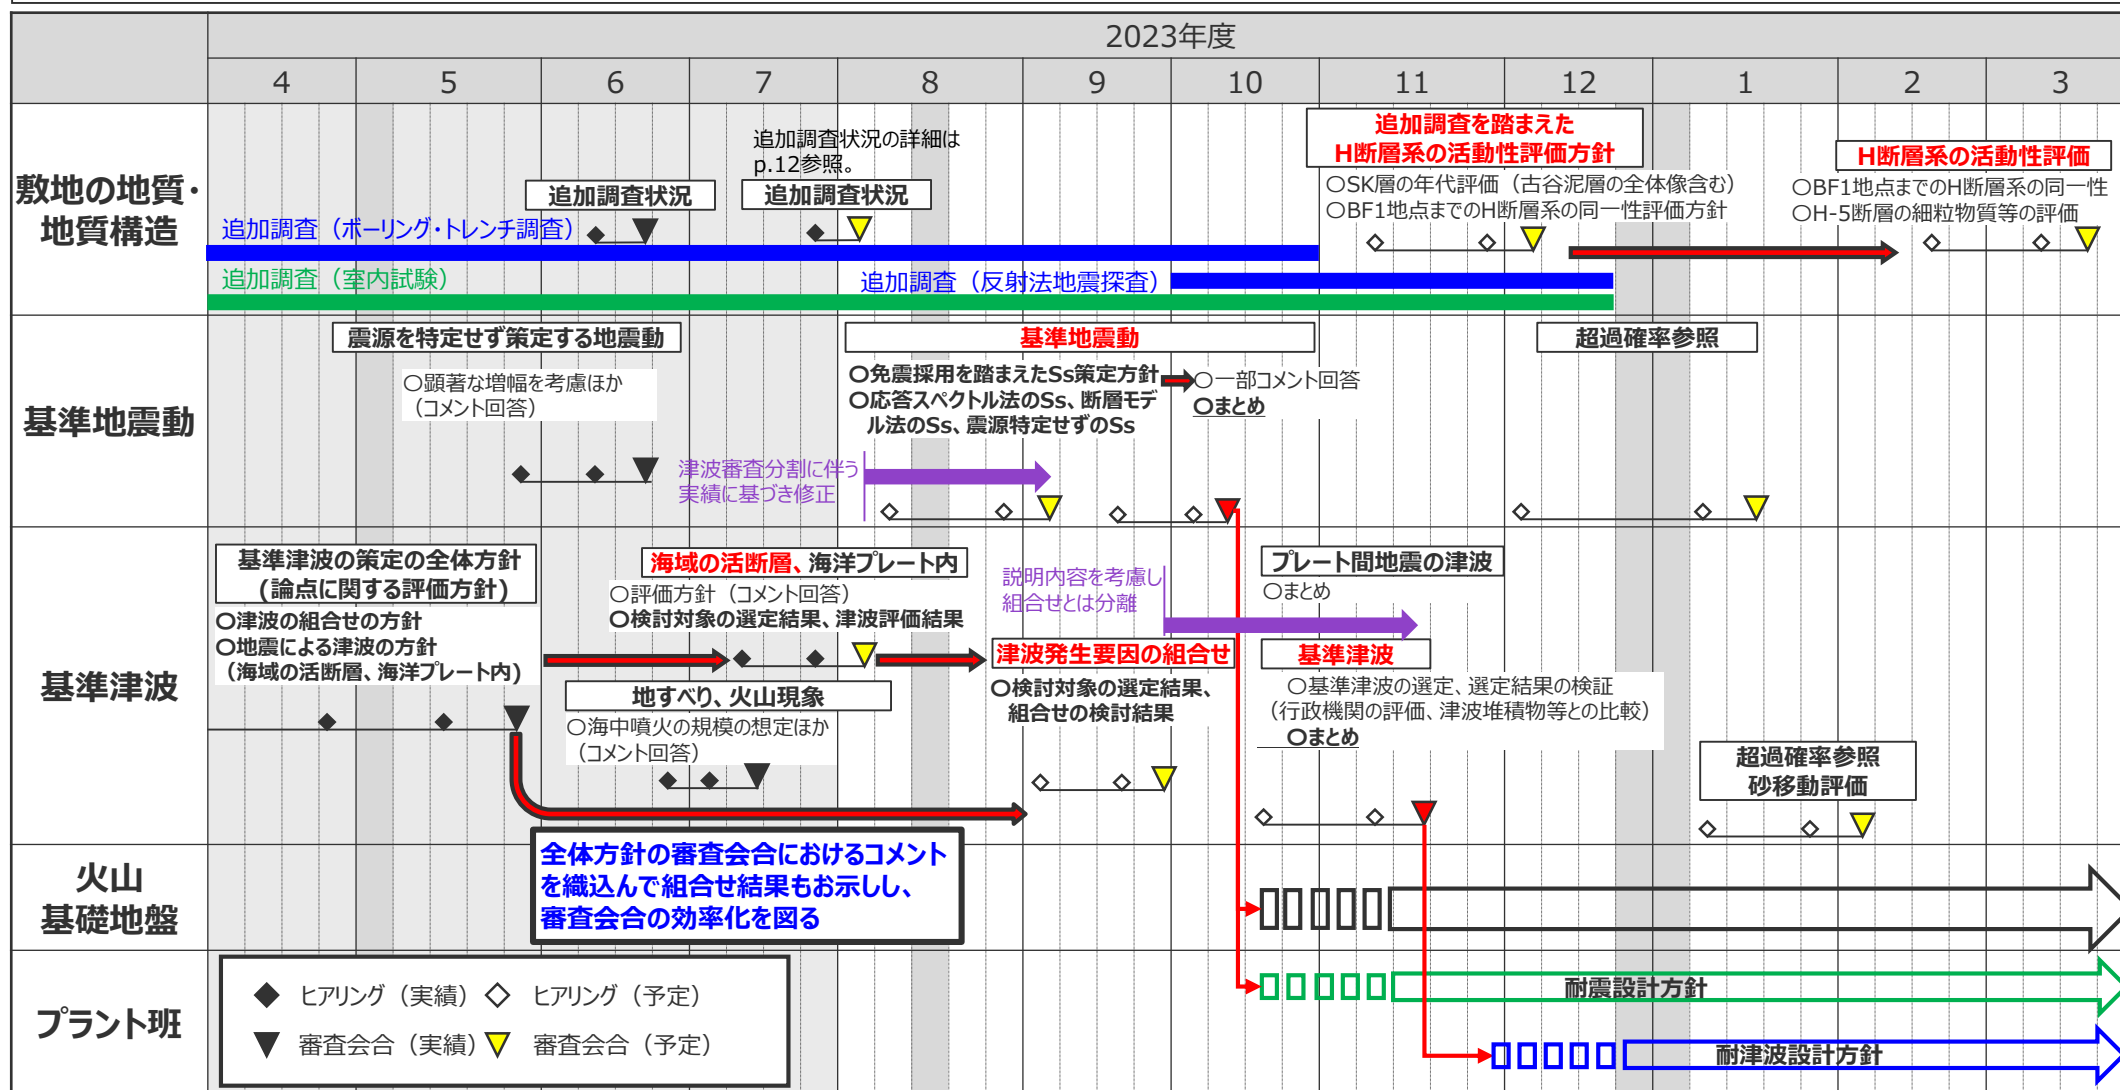 2023年度
4 5 6 7 8 9 10 11 12 1 2 3
敷地の地質・
地質構造
追加調査（ボーリング・トレンチ調査）
追加調査（室内試験）
追加調査状況
追加調査状況の詳細は
p.12参照。
追加調査状況
追加調査（反射法地震探査）
追加調査を踏まえた
H断層系の活動性評価方針
〇SK層の年代評価（古谷泥層の全体像含む）
〇BF1地点までのH断層系の同一性評価方針
H断層系の活動性評価
〇BF1地点までのH断層系の同一性
〇H-5断層の細粒物質等の評価
基準地震動
震源を特定せず策定する地震動
〇顕著な増幅を考慮ほか
（コメント回答）
津波審査分割に伴う
実績に基づき修正
基準地震動
〇免震採用を踏まえたSs策定方針
〇応答スペクトル法のSs、断層モデ
ル法のSs、震源特定せずのSs
〇一部コメント回答
〇まとめ
超過確率参照
基準津波
基準津波の策定の全体方針
(論点に関する評価方針)
〇津波の組合せの方針
〇地震による津波の方針
（海域の活断層、海洋プレート内）
海域の活断層、海洋プレート内
〇評価方針（コメント回答）
〇検討対象の選定結果、津波評価結果
地すべり、火山現象
〇海中噴火の規模の想定ほか
（コメント回答）
説明内容を考慮し
組合せとは分離
津波発生要因の組合せ
〇検討対象の選定結果、
組合せの検討結果
プレート間地震の津波
〇まとめ
基準津波
〇基準津波の選定、選定結果の検証
（行政機関の評価、津波堆積物等との比較）
〇まとめ
超過確率参照
砂移動評価
全体方針の審査会合におけるコメント
を織込んで組合せ結果もお示しし、
審査会合の効率化を図る
火山
基礎地盤
プラント班
ヒアリング（実績）
ヒアリング（予定）
審査会合（実績）
審査会合（予定）
耐震設計方針
耐津波設計方針